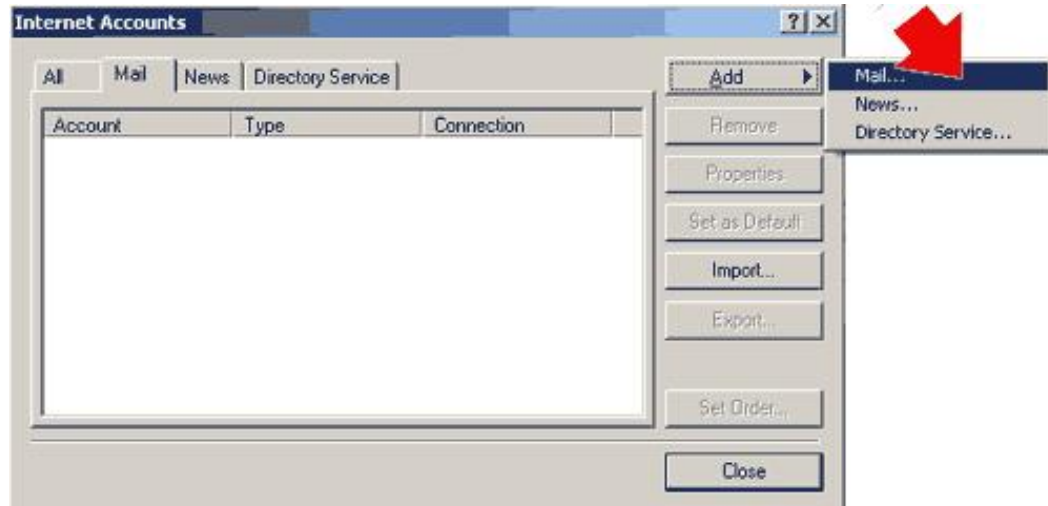 Internet Accounts
All Mail News Directory Service
Add
Mail...
News...
Directory Service...
Account Type Connection
Remove
Properties
Set as Default
Import...
Export...
Set Order...
Close